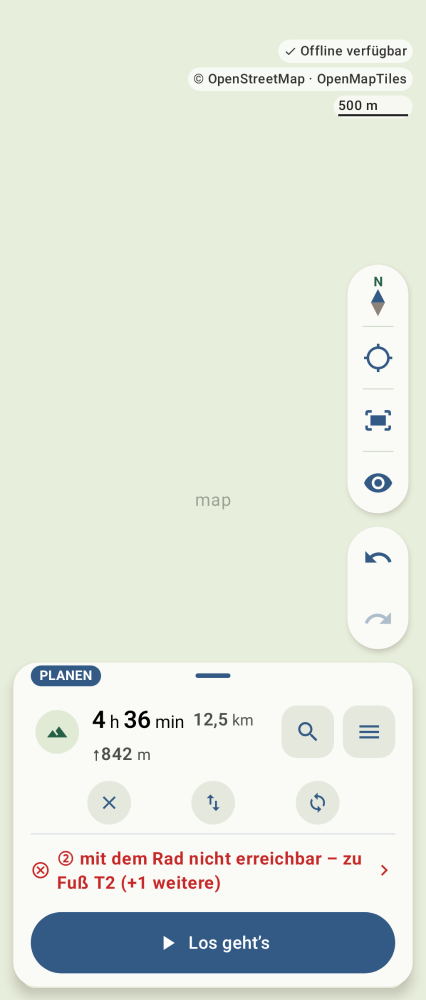 ✓ Offline verfügbar
© OpenStreetMap · OpenMapTiles
500 m
N
map
PLANEN
4 h 36 min 12,5 km
↑842 m
② mit dem Rad nicht erreichbar – zu
Fuß T2 (+1 weitere)
Los geht’s